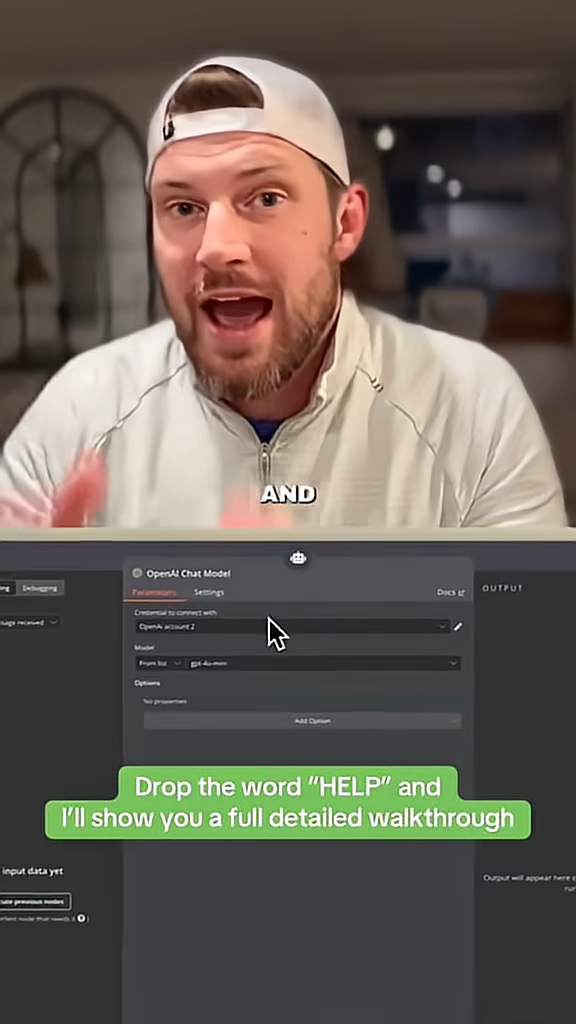 AND
OpenAI Chat Model
Debugging
Parameters
Settings
Docs
OUTPUT
Credential to connect with
OpenAi account 2
Model
From list
gpt-4o-mini
Options
No properties
Add Option
Drop the word "HELP" and
I'll show you a full detailed walkthrough
input data yet
Output will appear here